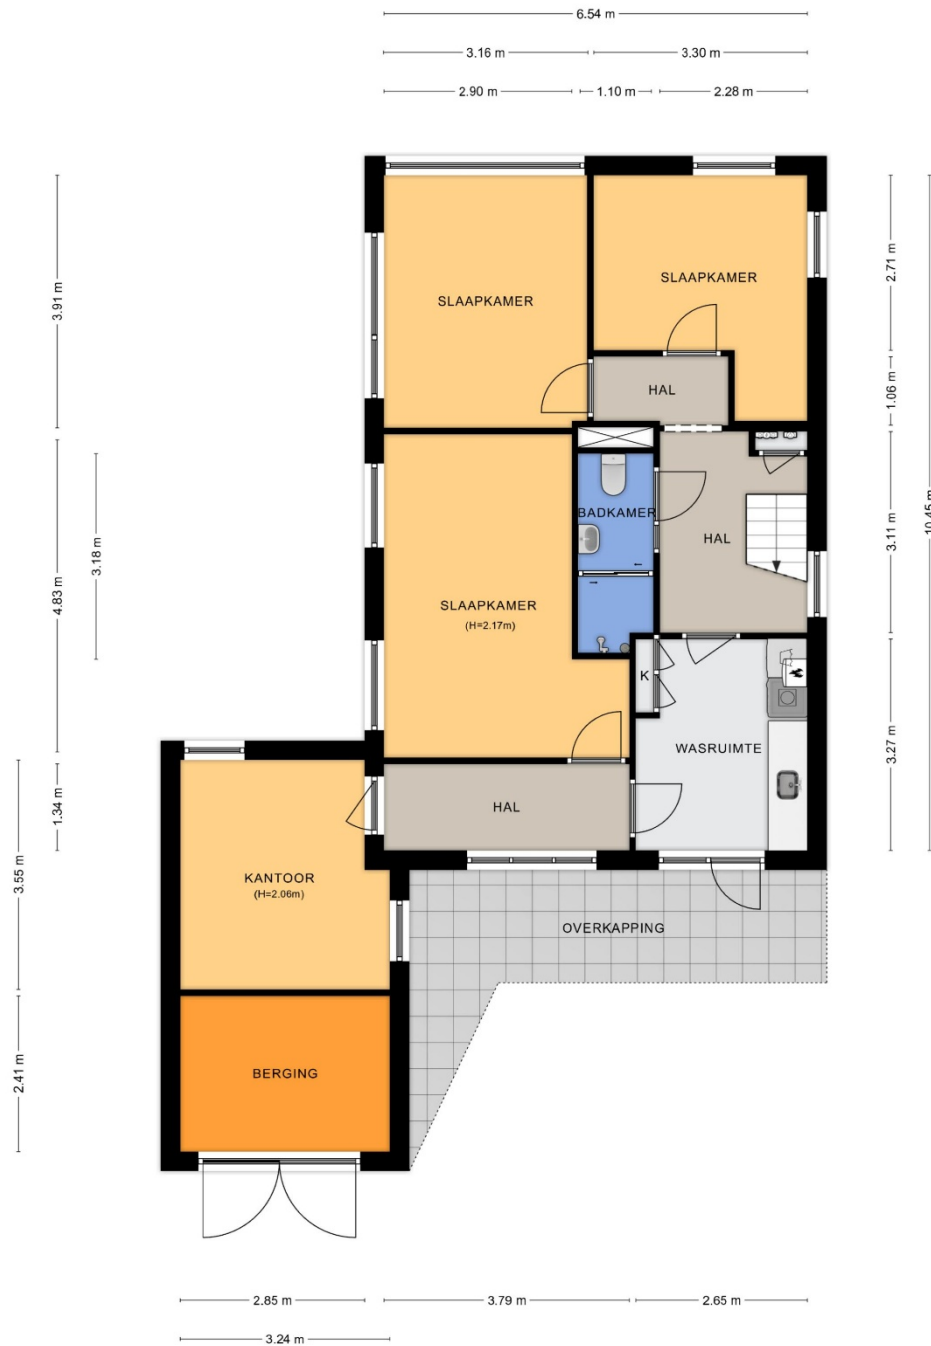 6.54 m
3.16 m
3.30 m
2.90 m
1.10 m
2.28 m
3.91 m
2.71 m
SLAAPKAMER
SLAAPKAMER
HAL
1.06 m
BADKAMER
HAL
3.11 m
10.45 m
3.18 m
4.83 m
SLAAPKAMER
(H=2.17m)
K
WASRUIMTE
3.27 m
1.34 m
HAL
3.55 m
KANTOOR
(H=2.06m)
OVERKAPPING
2.41 m
BERGING
2.85 m
3.79 m
2.65 m
3.24 m